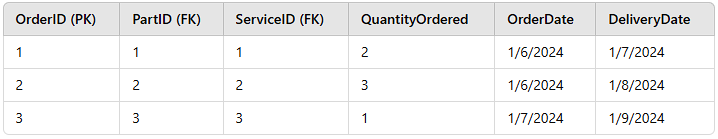 OrderID (PK) PartID (FK) ServiceID (FK) QuantityOrdered OrderDate DeliveryDate
1 1 1 2 1/6/2024 1/7/2024
2 2 2 3 1/6/2024 1/8/2024
3 3 3 1 1/7/2024 1/9/2024